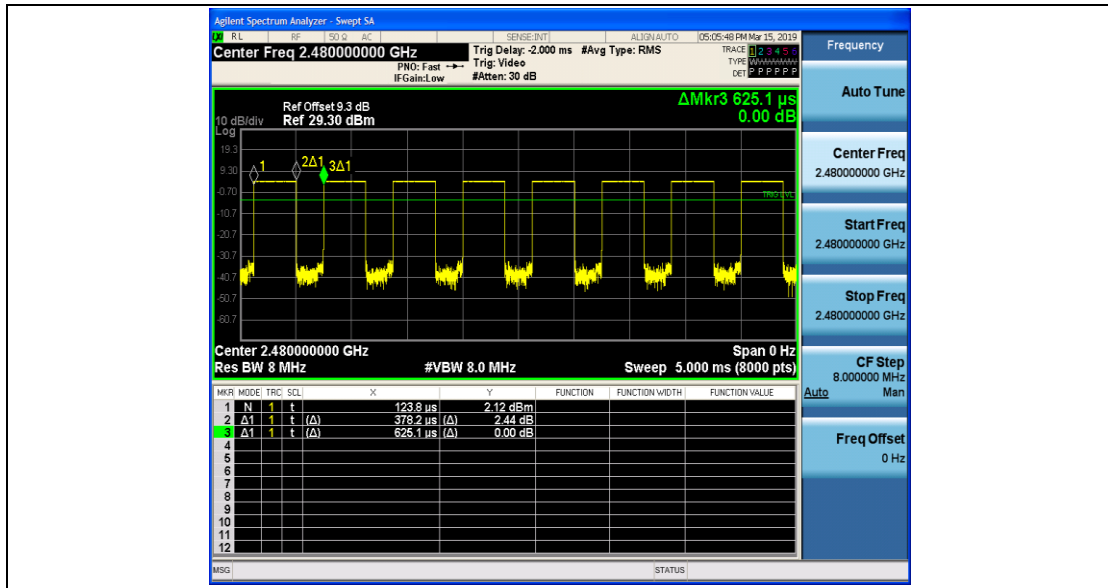 Agilent Spectrum Analyzer - Swept SA
RL RF 50 Ω AC SENSE:INT ALIGN AUTO 05:05:48 PM Mar 15, 2019
Center Freq 2.480000000 GHz
PNO: Fast
IFGain:Low
Trig Delay: -2.000 ms #Avg Type: RMS
Trig: Video
#Atten: 30 dB
TRACE 1 2 3 4 5 6
TYPE WWWWWW
DET P P P P P P
ΔMkr3 625.1 µs
0.00 dB
Ref Offset 9.3 dB
10 dB/div Ref 29.30 dBm
Log
19.3
9.30
-0.70
-10.7
-20.7
-30.7
-40.7
-50.7
-60.7
1
2Δ1
3Δ1
TRIG LVL
Center 2.480000000 GHz Span 0 Hz
Res BW 8 MHz #VBW 8.0 MHz Sweep 5.000 ms (8000 pts)
MKR MODE TRC SCL X Y FUNCTION FUNCTION WIDTH FUNCTION VALUE
1 N 1 t 123.8 µs 2.12 dBm
2 Δ1 1 t (Δ) 378.2 µs (Δ) 2.44 dB
3 Δ1 1 t (Δ) 625.1 µs (Δ) 0.00 dB
4
5
6
7
8
9
10
11
12
MSG STATUS
Frequency
Auto Tune
Center Freq
2.480000000 GHz
Start Freq
2.480000000 GHz
Stop Freq
2.480000000 GHz
CF Step
8.000000 MHz
Auto Man
Freq Offset
0 Hz